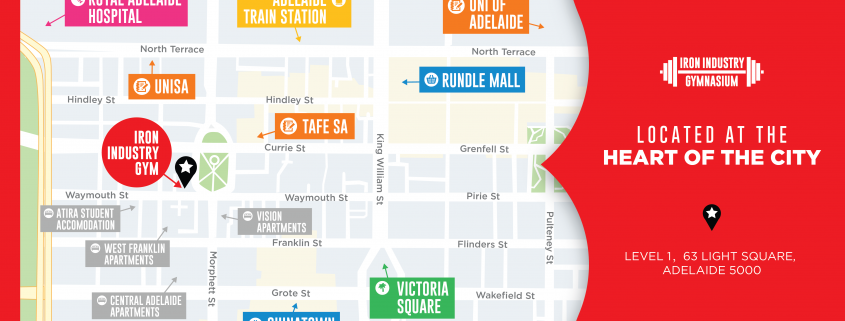 ROYAL ADELAIDE
HOSPITAL
ADELAIDE
TRAIN STATION
UNI OF
ADELAIDE
North Terrace
North Terrace
UNISA
RUNDLE MALL
Hindley St
Hindley St
IRON
INDUSTRY
GYM
TAFE SA
Currie St
Grenfell St
King William St
Waymouth St
Waymouth St
Pirie St
ATIRA STUDENT
ACCOMODATION
VISION
APARTMENTS
Pulteney St
WEST FRANKLIN
APARTMENTS
Franklin St
Flinders St
Morphett St
CENTRAL ADELAIDE
APARTMENTS
Grote St
VICTORIA
SQUARE
Wakefield St
CHINATOWN
IRON INDUSTRY
GYMNASIUM
LOCATED AT THE
HEART OF THE CITY
LEVEL 1, 63 LIGHT SQUARE,
ADELAIDE 5000